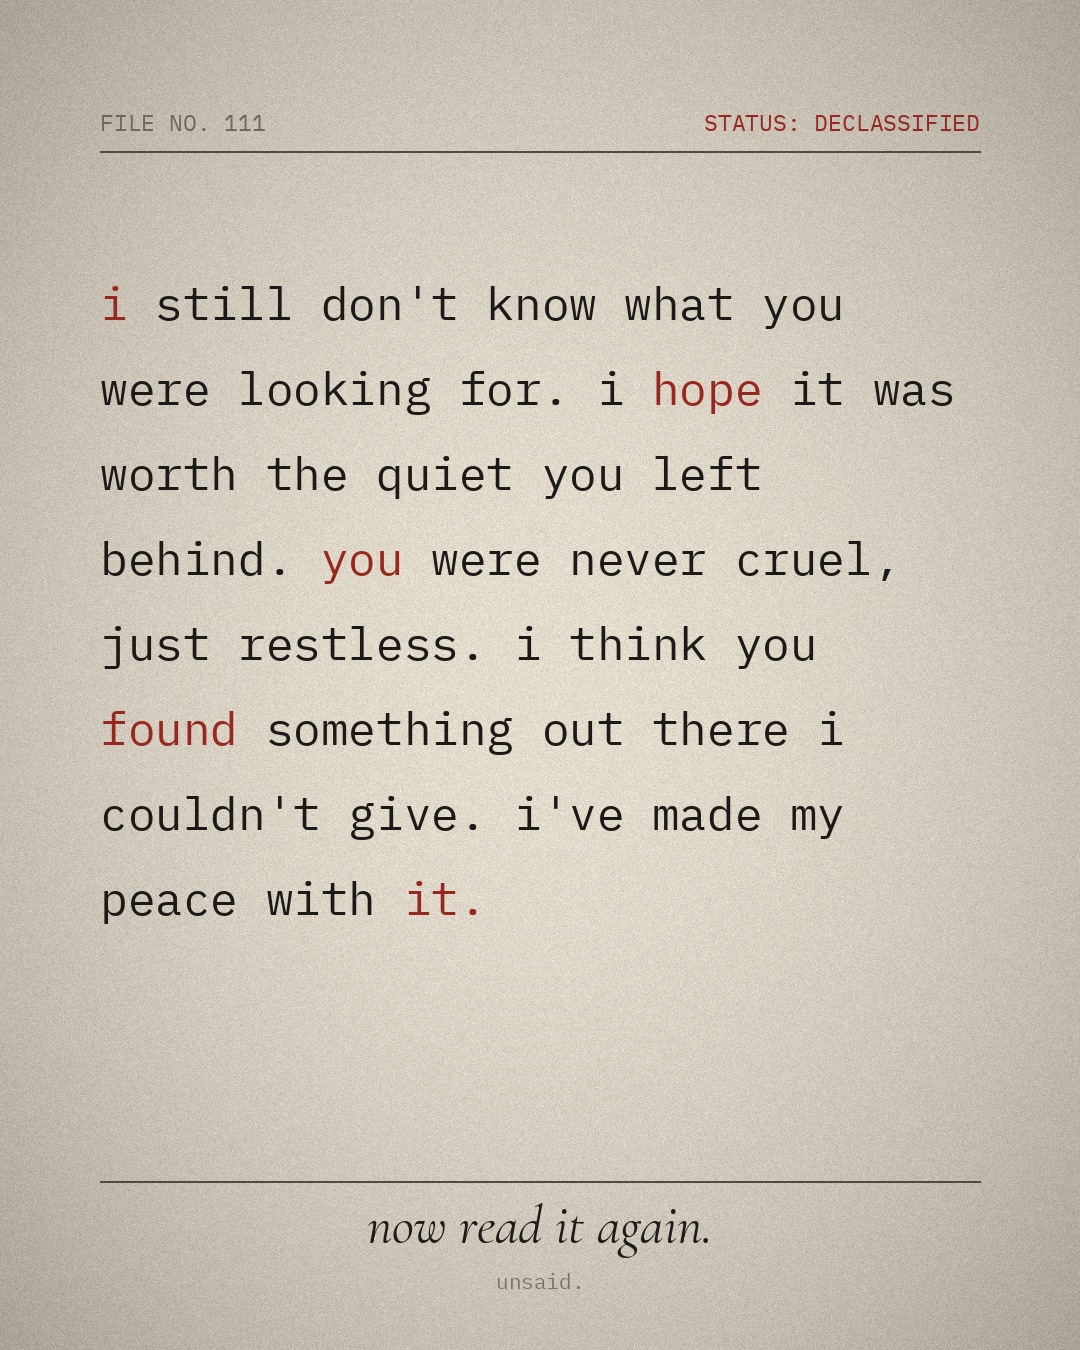 FILE NO. 111
STATUS: DECLASSIFIED
i still don't know what you
were looking for. i hope it was
worth the quiet you left
behind. you were never cruel,
just restless. i think you
found something out there i
couldn't give. i've made my
peace with it.
now read it again.
unsaid.